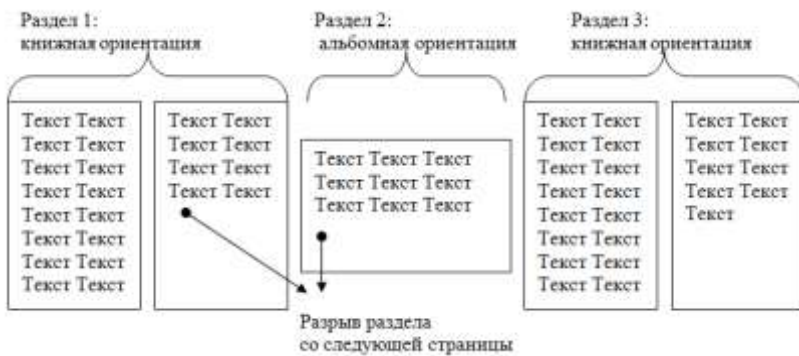 Раздел 1:
книжная ориентация
Раздел 2:
альбомная ориентация
Раздел 3:
книжная ориентация
Текст Текст
Текст Текст
Текст Текст
Текст Текст
Текст Текст
Текст Текст
Текст Текст
Текст Текст
Текст Текст
Текст Текст
Текст Текст
Текст Текст
Текст Текст Текст
Текст Текст Текст
Текст Текст Текст
Текст Текст
Текст Текст
Текст Текст
Текст Текст
Текст Текст
Текст Текст
Текст Текст
Текст Текст
Текст Текст
Текст Текст
Текст Текст
Текст Текст
Текст
Разрыв раздела
со следующей страницы